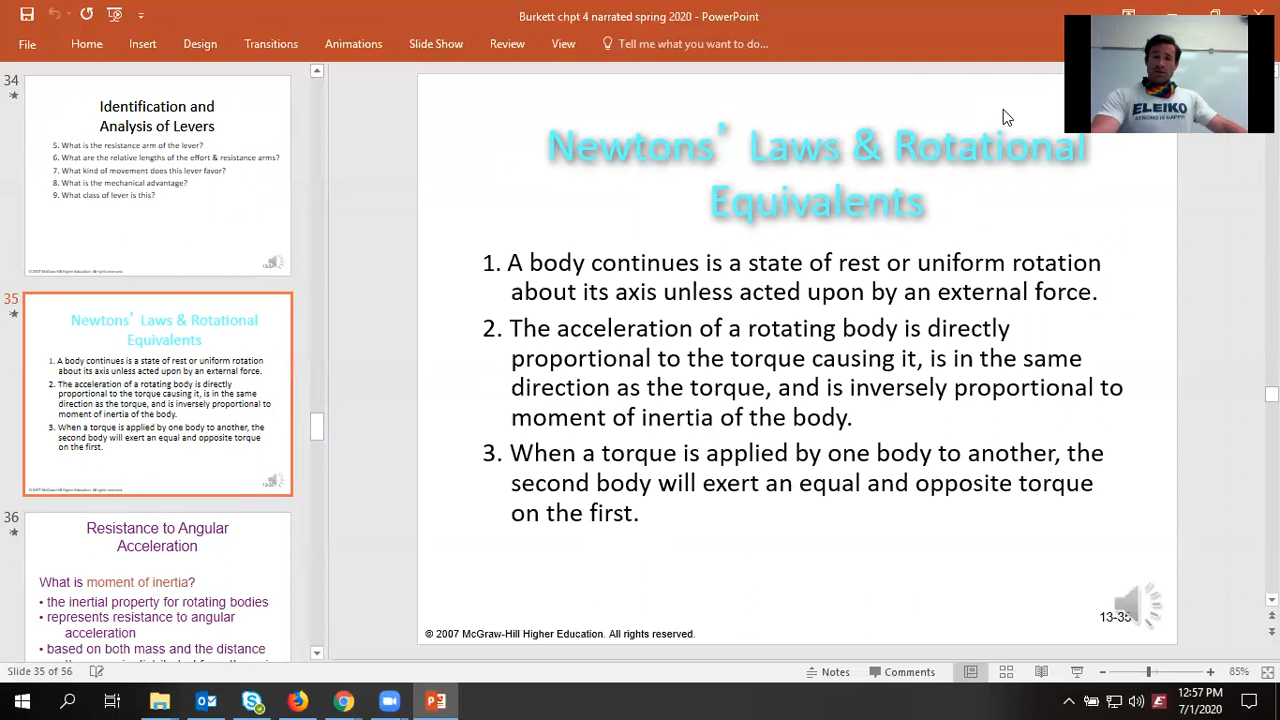 Burkett chpt 4 narrated spring 2020 - PowerPoint
File Home Insert Design Transitions Animations Slide Show Review View Tell me what you want to do...
34
Identification and
Analysis of Levers
5. What is the resistance arm of the lever?
6. What are the relative lengths of the effort & resistance arms?
7. What kind of movement does this lever favor?
8. What is the mechanical advantage?
9. What class of lever is this?
© 2007 McGraw-Hill Higher Education. All rights reserved.
35
Newtons’ Laws & Rotational
Equivalents
1. A body continues is a state of rest or uniform rotation
about its axis unless acted upon by an external force.
2. The acceleration of a rotating body is directly
proportional to the torque causing it, is in the same
direction as the torque, and is inversely proportional to
moment of inertia of the body.
3. When a torque is applied by one body to another, the
second body will exert an equal and opposite torque
on the first.
© 2007 McGraw-Hill Higher Education. All rights reserved.
36
Resistance to Angular
Acceleration
What is moment of inertia?
• the inertial property for rotating bodies
• represents resistance to angular
acceleration
• based on both mass and the distance
Newtons’ Laws & Rotational
Equivalents
1. A body continues is a state of rest or uniform rotation
about its axis unless acted upon by an external force.
2. The acceleration of a rotating body is directly
proportional to the torque causing it, is in the same
direction as the torque, and is inversely proportional to
moment of inertia of the body.
3. When a torque is applied by one body to another, the
second body will exert an equal and opposite torque
on the first.
13-35
© 2007 McGraw-Hill Higher Education. All rights reserved.
ELEIKO
STRONG IS HAPPY
Slide 35 of 56 Notes Comments 85%
12:57 PM
7/1/2020